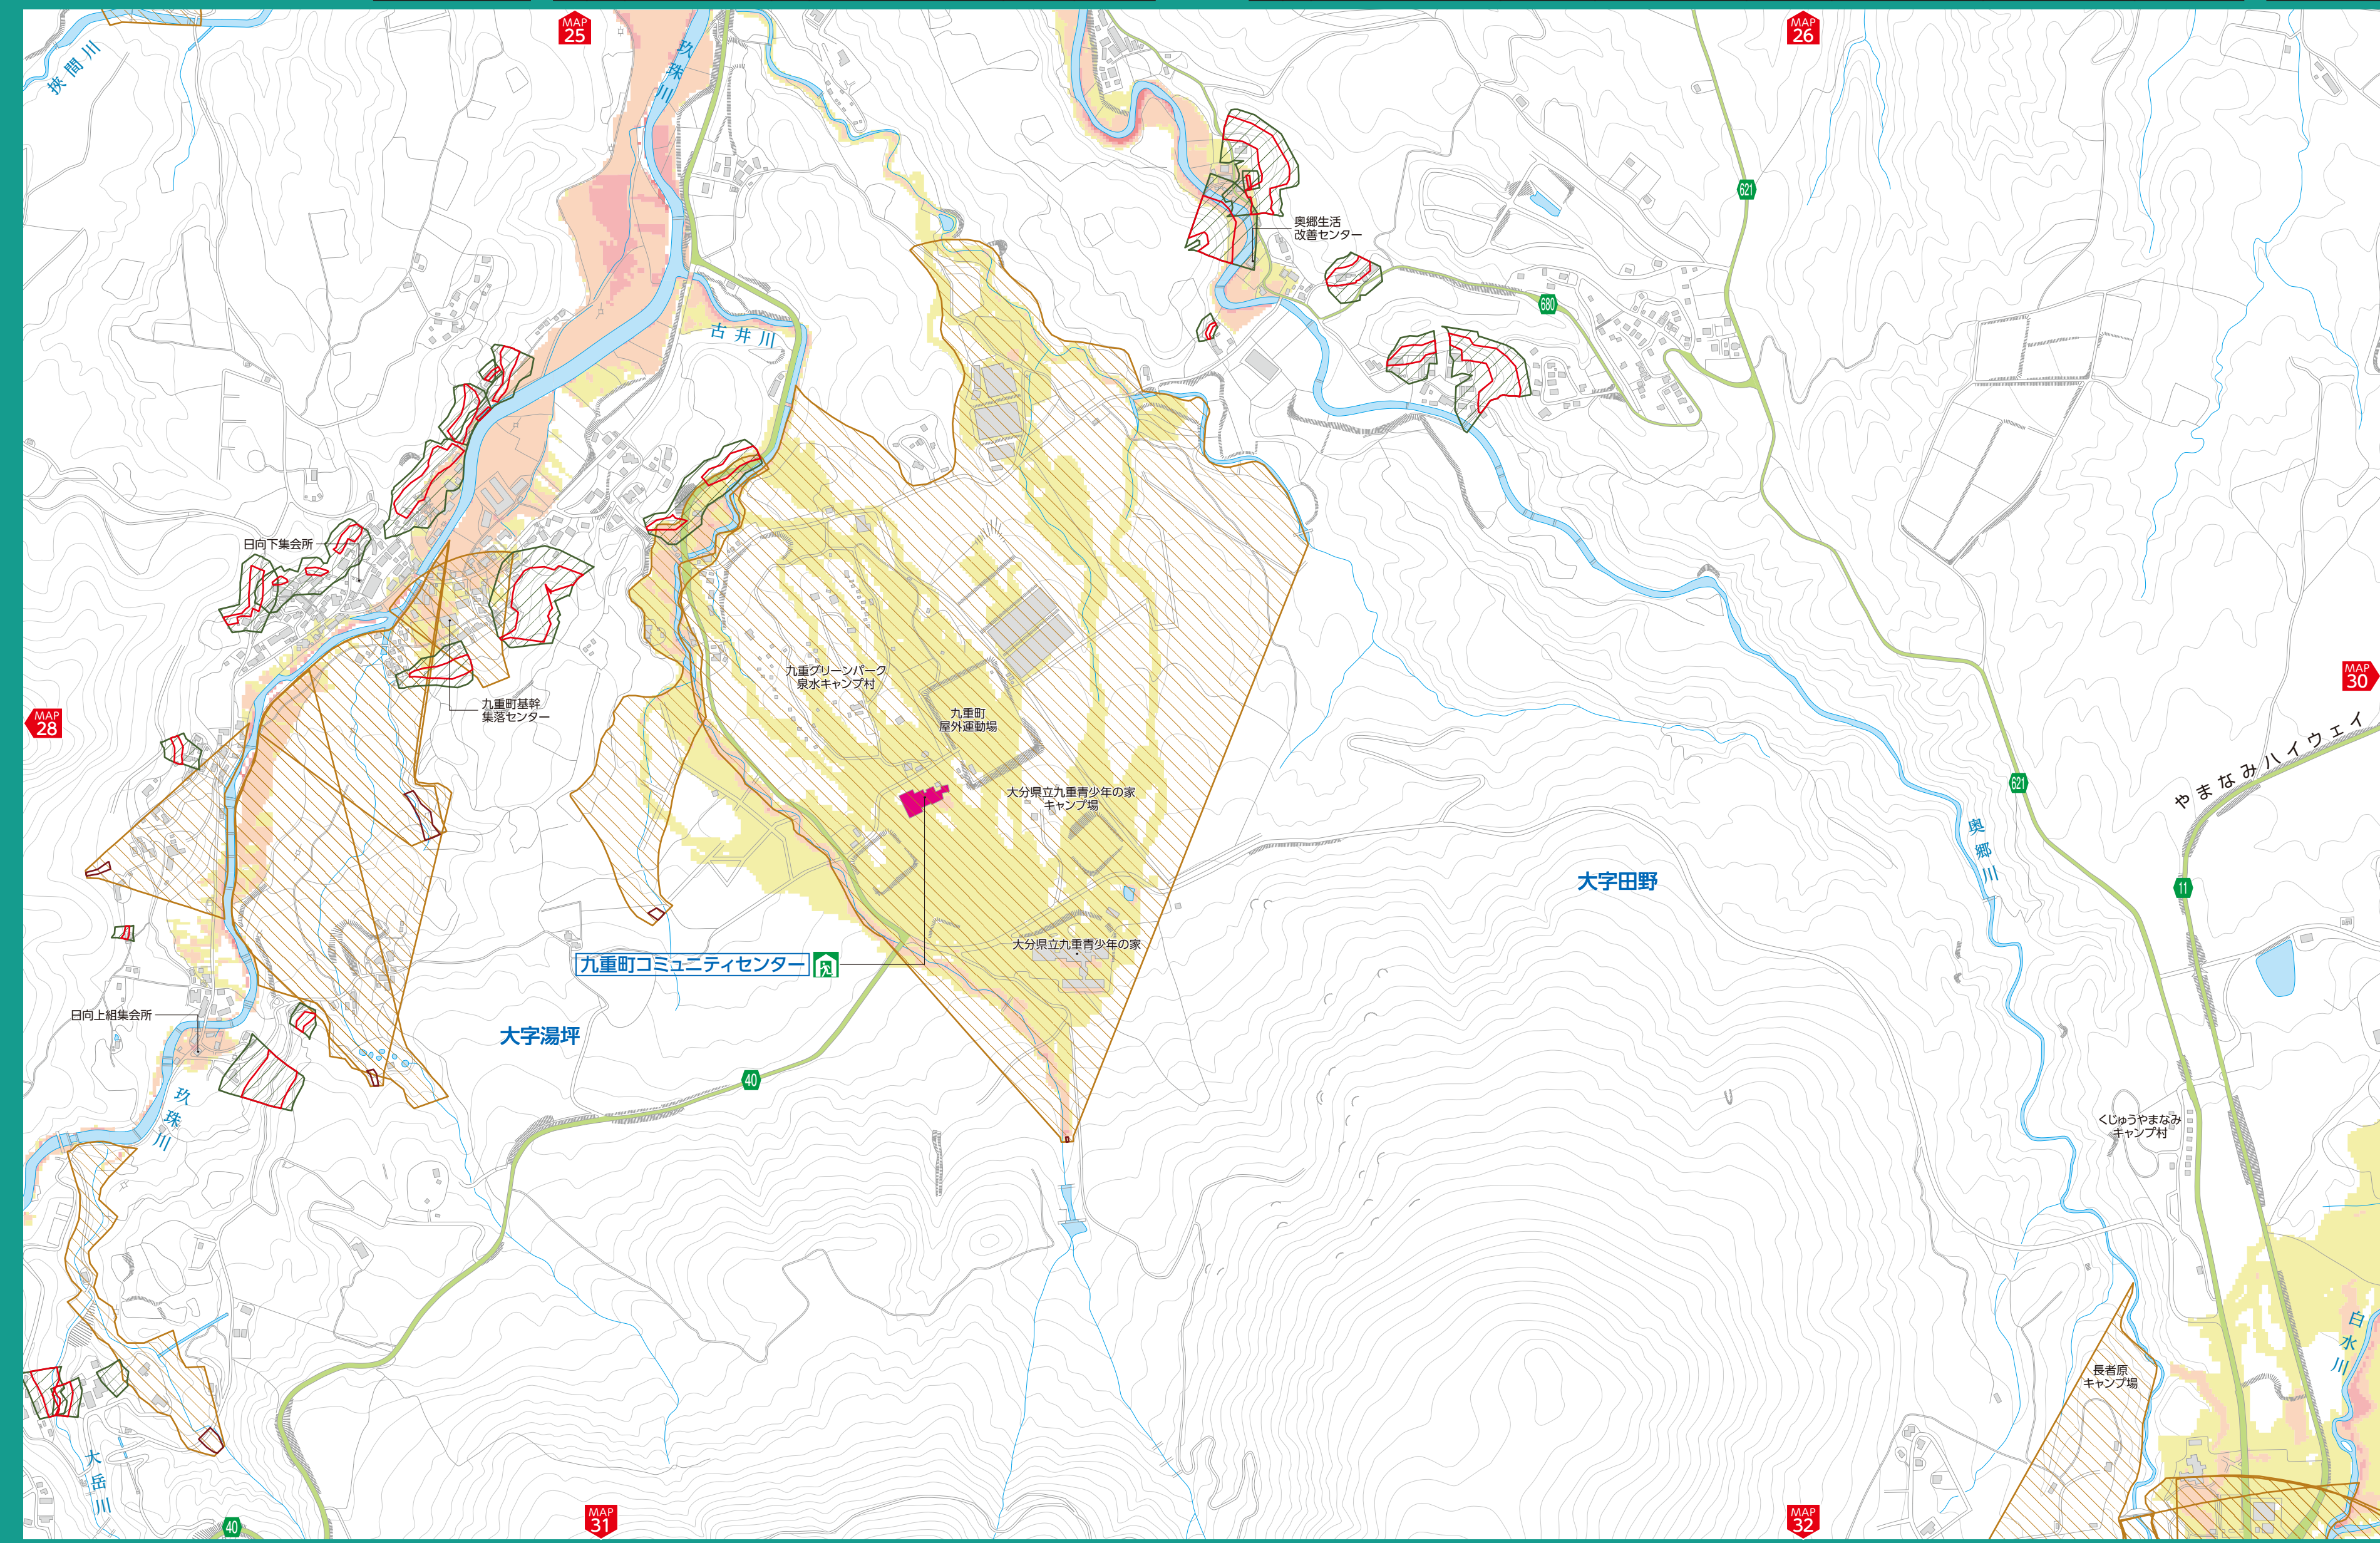 MAP
25
MAP
26
狭間川
玖珠川
621
奥郷生活
改善センター
680
古井川
日向下集会所
九重グリーンパーク
泉水キャンプ村
九重町基幹
集落センター
九重町
屋外運動場
MAP
28
MAP
30
やまなみハイウェイ
621
大分県立九重青少年の家
キャンプ場
奥郷川
大字田野
11
大分県立九重青少年の家
九重町コミュニティセンター
日向上組集会所
大字湯坪
40
玖珠川
くじゅうやまなみ
キャンプ村
白水川
長者原
キャンプ場
大岳川
40
MAP
31
MAP
32